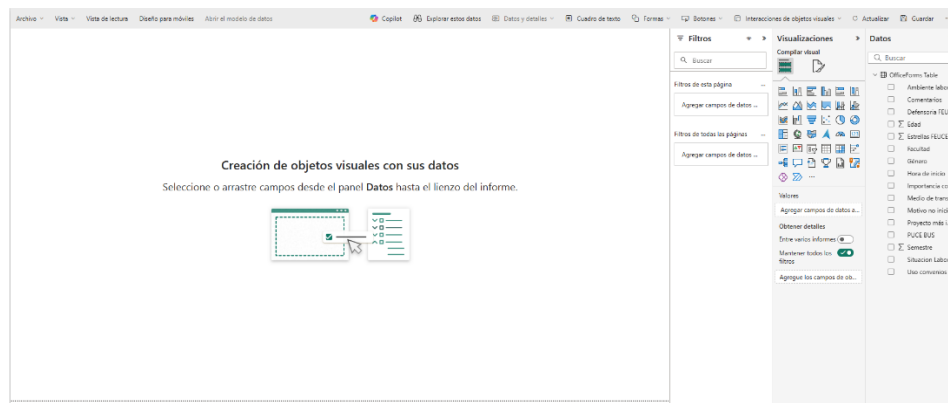 Archivo Vista Vista de lectura Diseño para móviles Abrir el modelo de datos Copilot Explorar estos datos Datos y detalles Cuadro de texto Formas Botones Interacciones de objetos visuales Actualizar Guardar
Filtros
Buscar
Filtros de esta página ...
Agregar campos de datos ...
Filtros de todas las páginas ...
Agregar campos de datos ...
Creación de objetos visuales con sus datos
Seleccione o arrastre campos desde el panel Datos hasta el lienzo del informe.
Visualizaciones
Compilar visual
Valores
Agregar campos de datos a...
Obtener detalles
Entre varios informes
Mantener todos los
filtros
Agregue los campos de ob...
Datos
Buscar
OfficeForms Table
Ambiente labor
Comentarios
Defensoria FEU
Edad
Estrellas FEUCE
Facultad
Género
Hora de inicio
Importancia co
Medio de trans
Motivo no inici
Proyecto más i
PUCE BUS
Semestre
Situacion Labor
Uso convenios